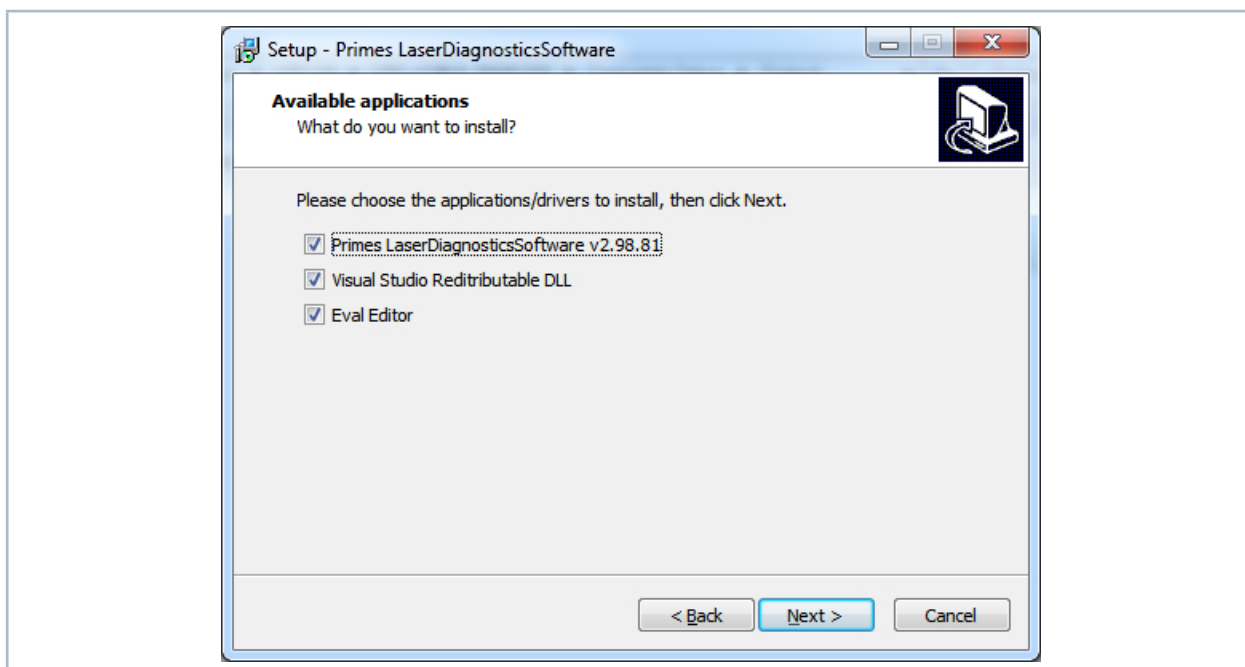 Setup - Primes LaserDiagnosticsSoftware
Available applications
What do you want to install?
Please choose the applications/drivers to install, then click Next.
Primes LaserDiagnosticsSoftware v2.98.81
Visual Studio Reditributable DLL
Eval Editor
< Back Next > Cancel